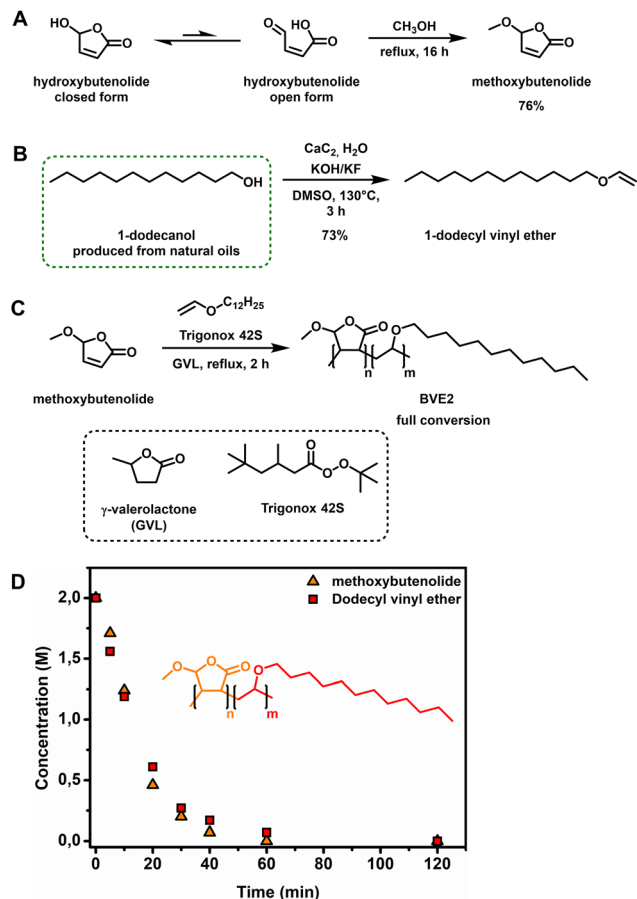 A
HO
O
O
O
HO
O
CH3OH
reflux, 16 h
O
O
O
hydroxybutenolide
closed form
hydroxybutenolide
open form
methoxybutenolide
76%
B
OH
1-dodecanol
produced from natural oils
CaC2, H2O
KOH/KF
DMSO, 130°C,
3 h
73%
O
1-dodecyl vinyl ether
C
O
O
O
methoxybutenolide
O
C12H25
Trigonox 42S
GVL, reflux, 2 h
O
O
O
O
n
m
BVE2
full conversion
O
O
γ-valerolactone
(GVL)
O
O
O
Trigonox 42S
D
methoxybutenolide
Dodecyl vinyl ether
O
O
O
O
n
m
2,0
1,5
1,0
0,5
0,0
Concentration (M)
0 20 40 60 80 100 120
Time (min)